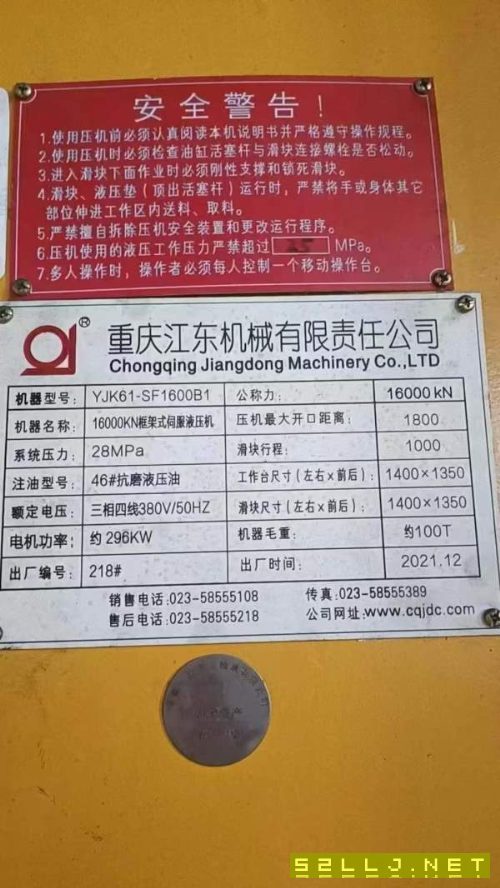 安全警告！
1.使用压机前必须认真阅读本机说明书并严格遵守操作规程。
2.使用压机时必须检查油缸活塞杆与滑块连接螺栓是否松动。
3.进入滑块下面作业时必须刚性支撑和锁死滑块。
4.滑块、液压垫（顶出活塞杆）运行时，严禁将手或身体其它
部位伸进工作区内送料、取料。
5.严禁擅自拆除压机安全装置和更改运行程序。
6.压机使用的液压工作压力严禁超过 MPa。
7.多人操作时，操作者必须每人控制一个移动操作台。
®
重庆江东机械有限责任公司
Chongqing Jiangdong Machinery Co.,LTD
机器型号： YJK61-SF1600B1 公称力： 16000kN
机器名称： 16000KN框架式伺服液压机 压机最大开口距离： 1800
系统压力： 28MPa 滑块行程： 1000
注油型号： 46#抗磨液压油 工作台尺寸（左右x前后） 1400×1350
额定电压： 三相四线380V/50HZ 滑块尺寸（左右x前后）： 1400×1350
电机功率： 约296KW 机器毛重： 约100T
出厂编号： 218# 出厂时间： 2021.12
销售电话:023-58555108 传真:023-58555389
售后电话:023-58555218 公司网址:www.cqjdc.com
52LLJ.NET